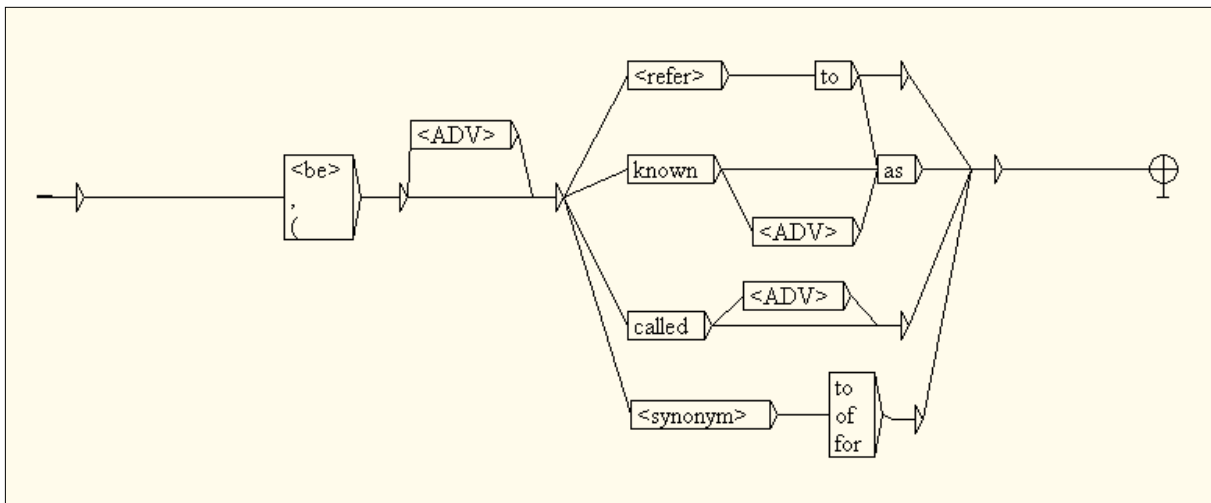 <refer> to
<ADV>
<be>
,
(
known as
<ADV>
<ADV>
called
<synonym> to
of
for